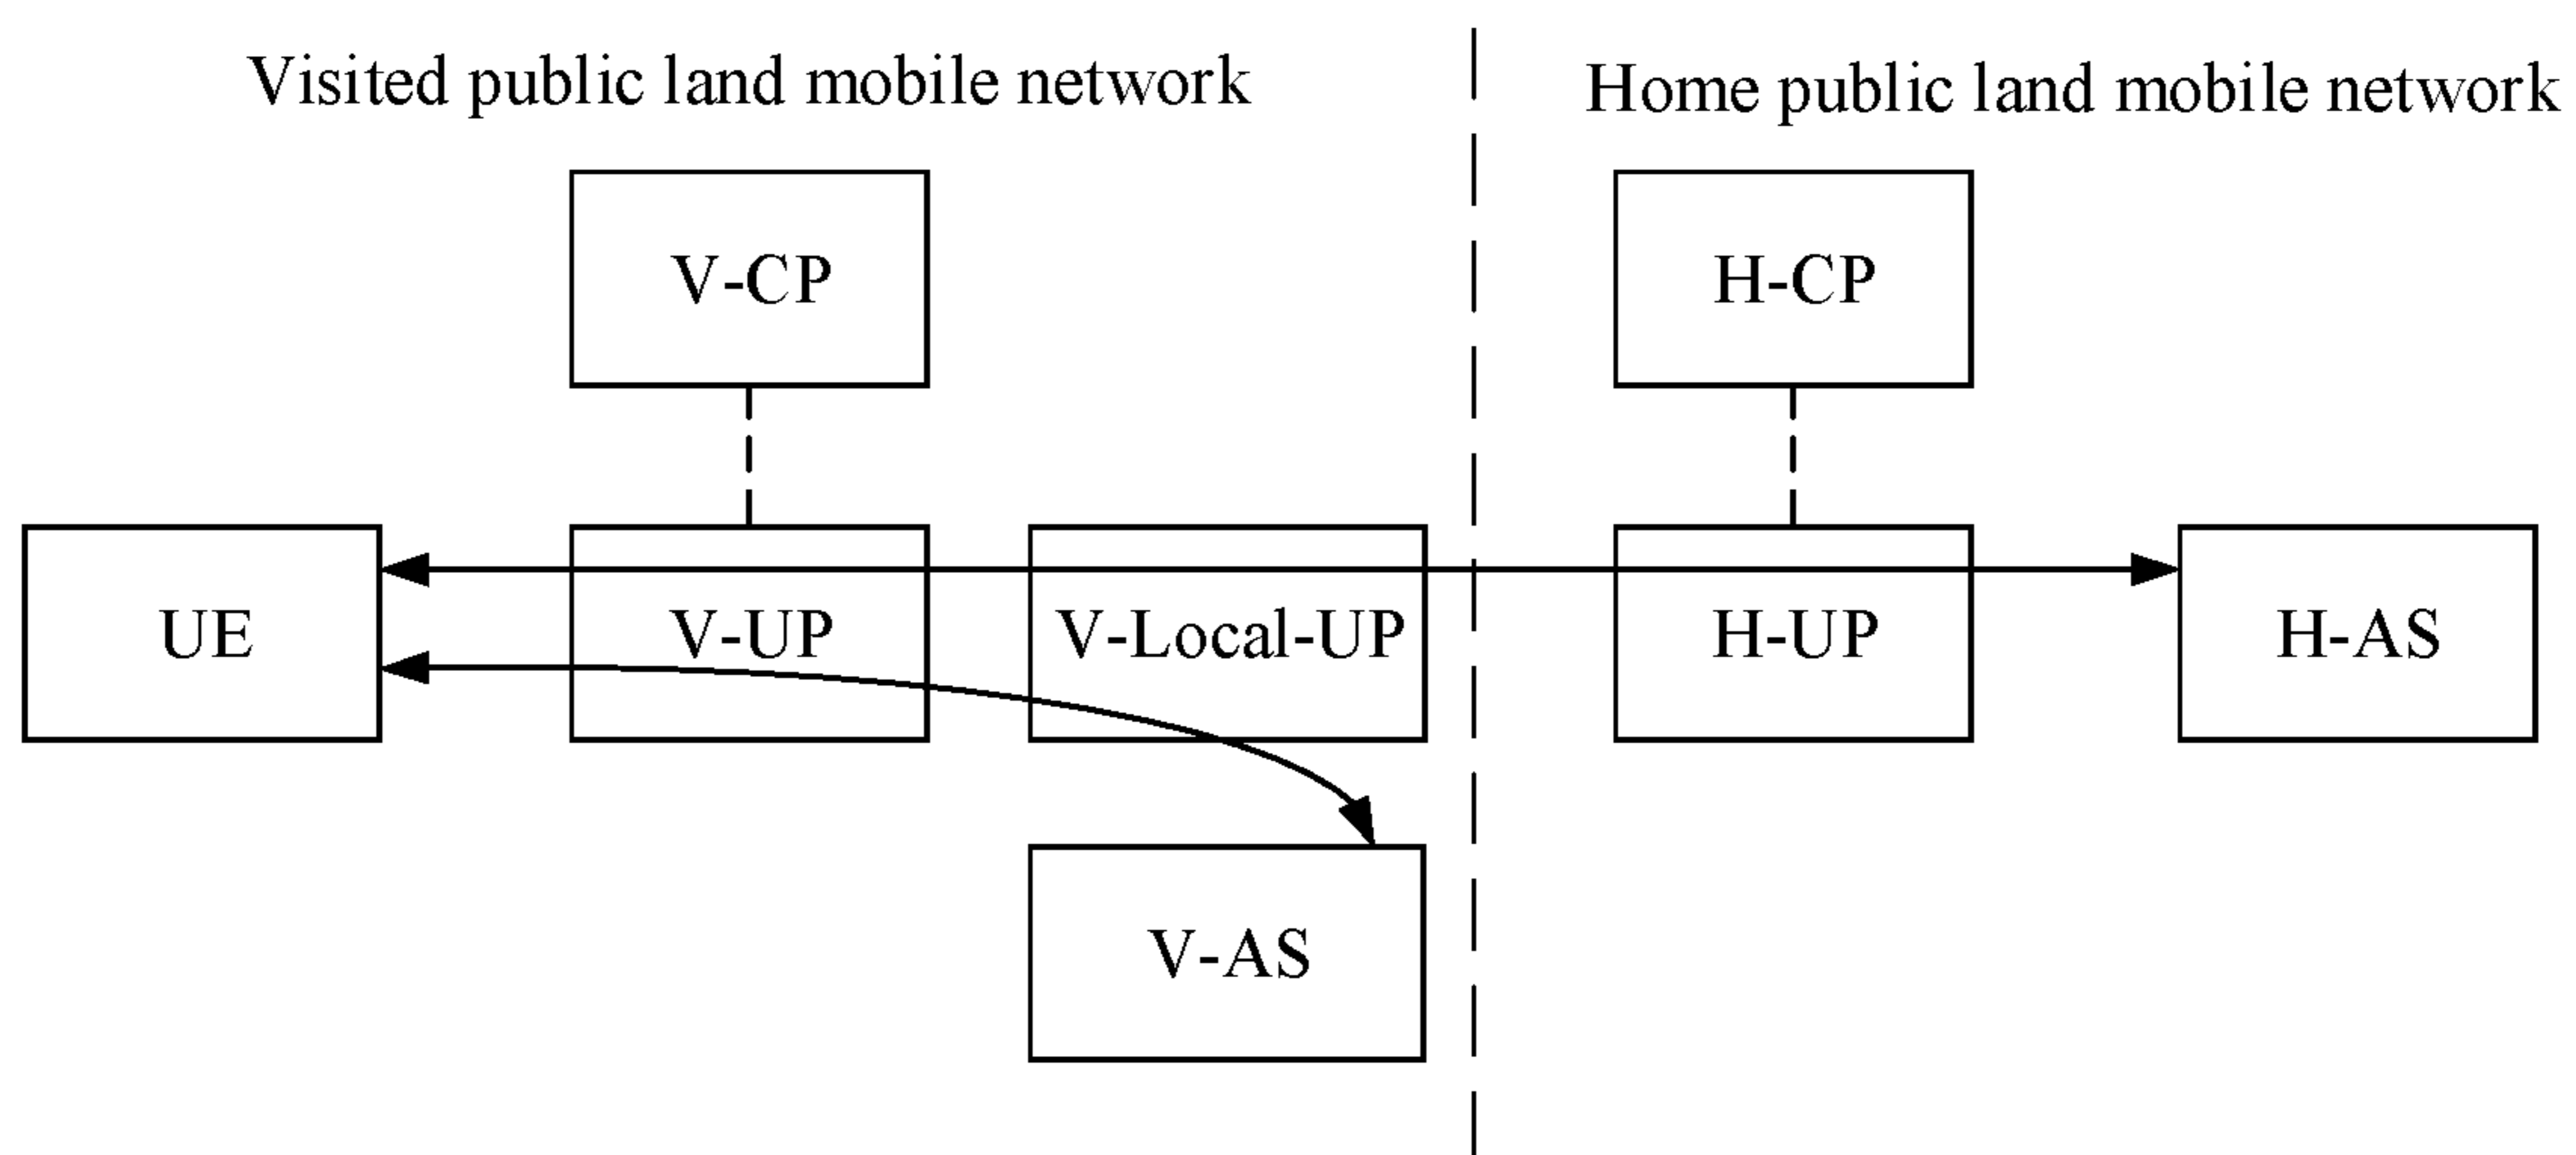 Visited public land mobile network
Home public land mobile network
V-CP
H-CP
UE
V-UP
V-Local-UP
H-UP
H-AS
V-AS